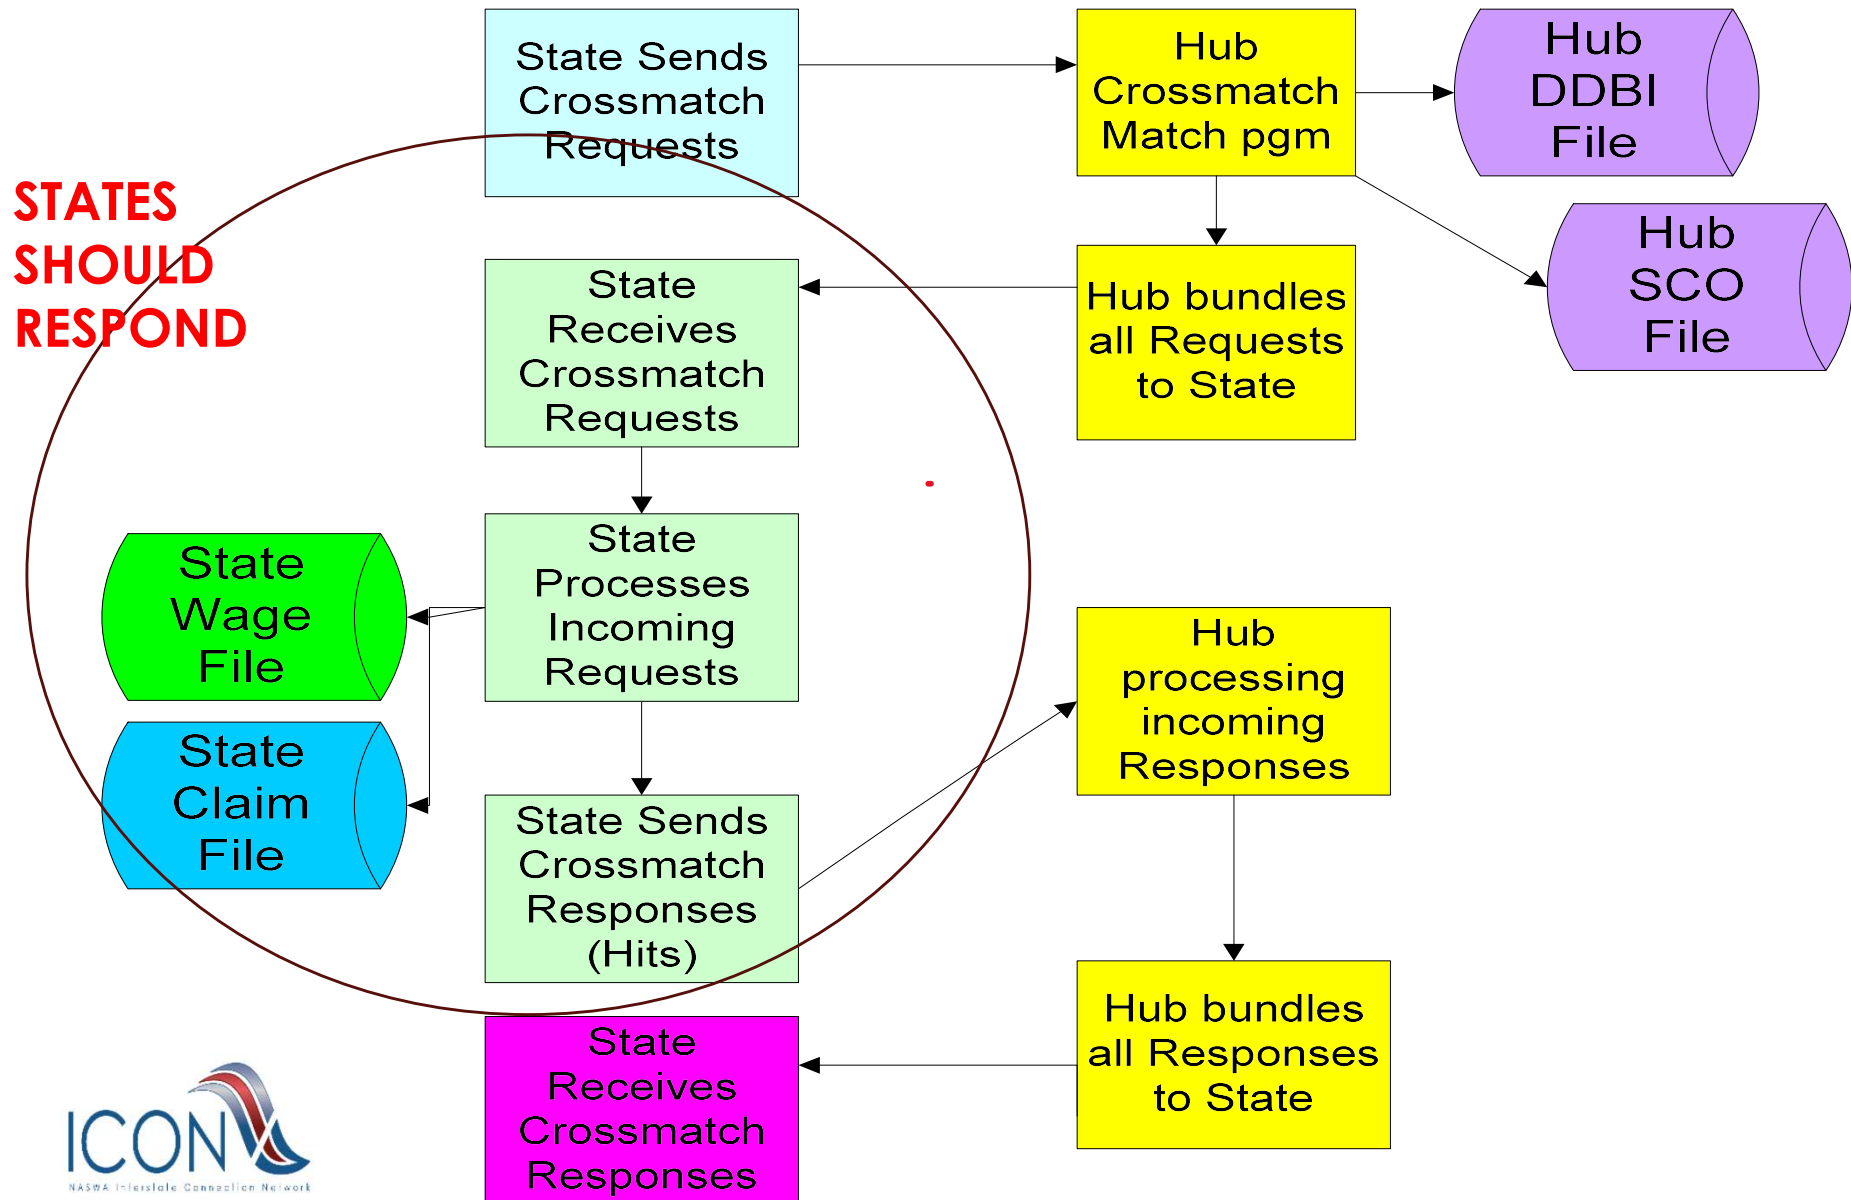 State Sends
Crossmatch
Requests
Hub
Crossmatch
Match pgm
Hub
DDBI
File
STATES
SHOULD
RESPOND
State
Receives
Crossmatch
Requests
Hub bundles
all Requests
to State
Hub
SCO
File
State
Wage
File
State
Processes
Incoming
Requests
Hub
processing
incoming
Responses
State
Claim
File
State Sends
Crossmatch
Responses
(Hits)
Hub bundles
all Responses
to State
State
Receives
Crossmatch
Responses
ICON
NASWA Interstate Connection Network